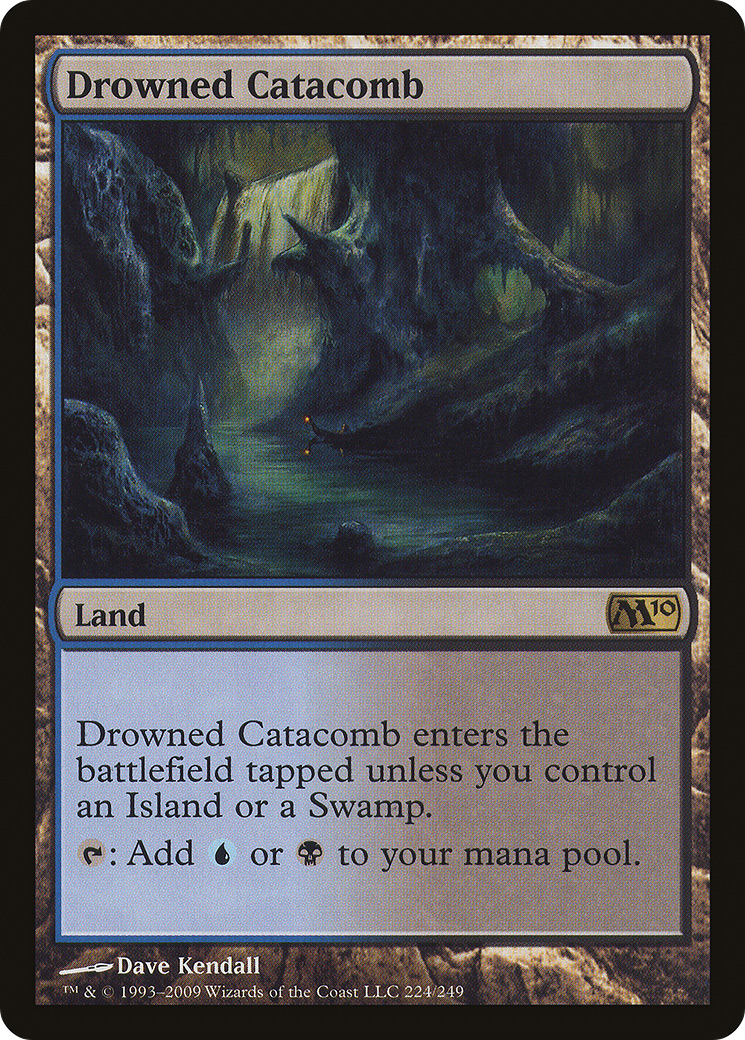 Drowned Catacomb
Land
M10
Drowned Catacomb enters the
battlefield tapped unless you control
an Island or a Swamp.
: Add or to your mana pool.
Dave Kendall
™ & © 1993–2009 Wizards of the Coast LLC 224/249